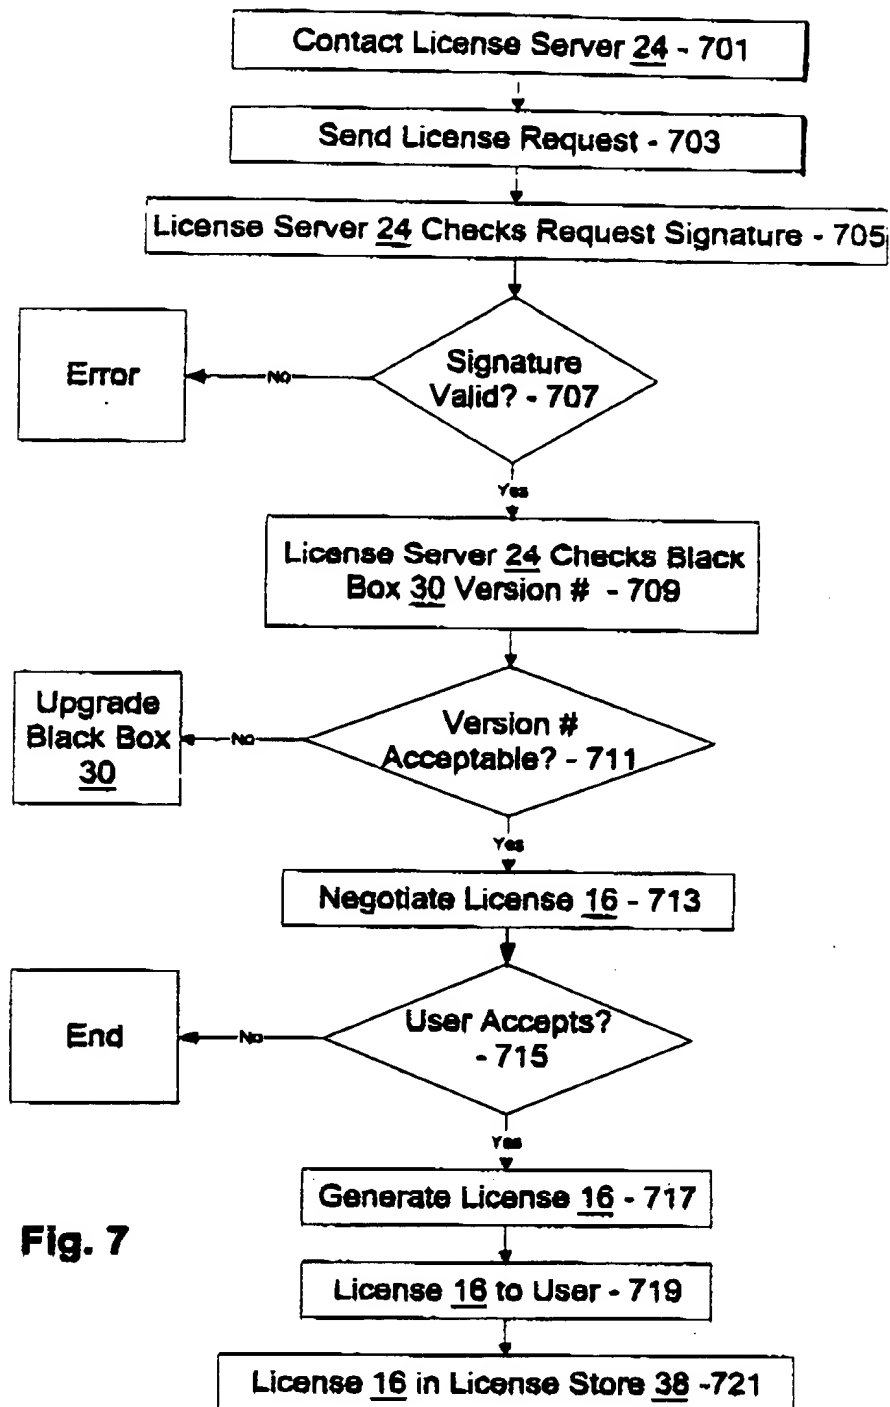 Contact License Server 24 - 701
Send License Request - 703
License Server 24 Checks Request Signature - 705
Signature
Valid? - 707
No
Error
Yes
License Server 24 Checks Black
Box 30 Version # - 709
Version #
Acceptable? - 711
No
Upgrade
Black Box
30
Yes
Negotiate License 16 - 713
User Accepts?
- 715
No
End
Yes
Generate License 16 - 717
License 16 to User - 719
License 16 in License Store 38 -721
Fig. 7